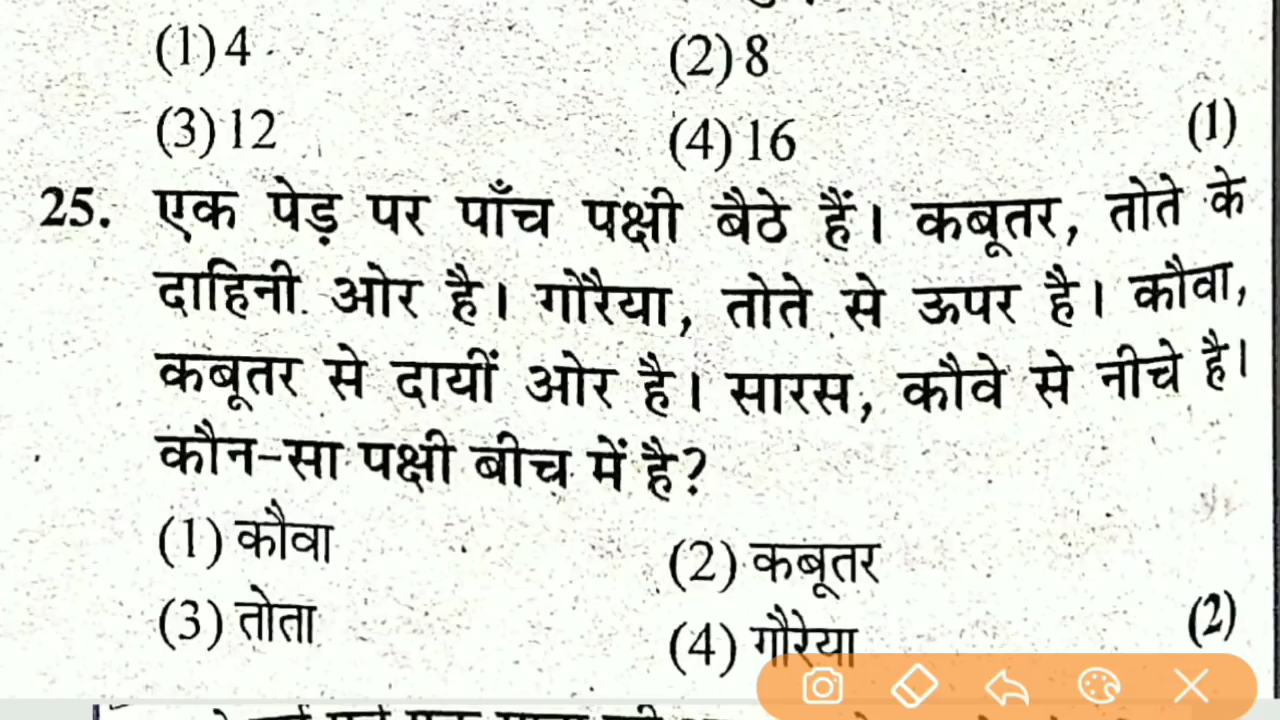 (1) 4 (2) 8
(3) 12 (4) 16 (1)
25. एक पेड़ पर पाँच पक्षी बैठे हैं। कबूतर, तोते के
दाहिनी ओर है। गोरैया, तोते से ऊपर है। कौवा,
कबूतर से दायीं ओर है। सारस, कौवे से नीचे है।
कौन-सा पक्षी बीच में है?
(1) कौवा (2) कबूतर
(3) तोता (4) गौरेया (2)